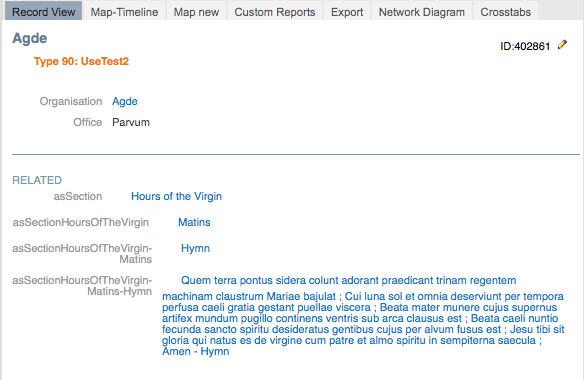 Record View Map-Timeline Map new Custom Reports Export Network Diagram Crosstabs
Agde
ID:402861
Type 90: UseTest2
Organisation Agde
Office Parvum
RELATED
asSection Hours of the Virgin
asSectionHoursOfTheVirgin Matins
asSectionHoursOfTheVirgin- Hymn
Matins
asSectionHoursOfTheVirgin- Quem terra pontus sidera colunt adorant praedicant trinam regentem
Matins-Hymn machinam claustrum Mariae bajulat ; Cui luna sol et omnia deserviunt per tempora
perfusa caeli gratia gestant puellae viscera ; Beata mater munere cujus supernus
artifex mundum pugillo continens ventris sub arca clausus est ; Beata caeli nuntio
fecunda sancto spiritu desideratus gentibus cujus per alvum fusus est ; Jesu tibi sit
gloria qui natus es de virgine cum patre et almo spiritu in sempiterna saecula ;
Amen - Hymn